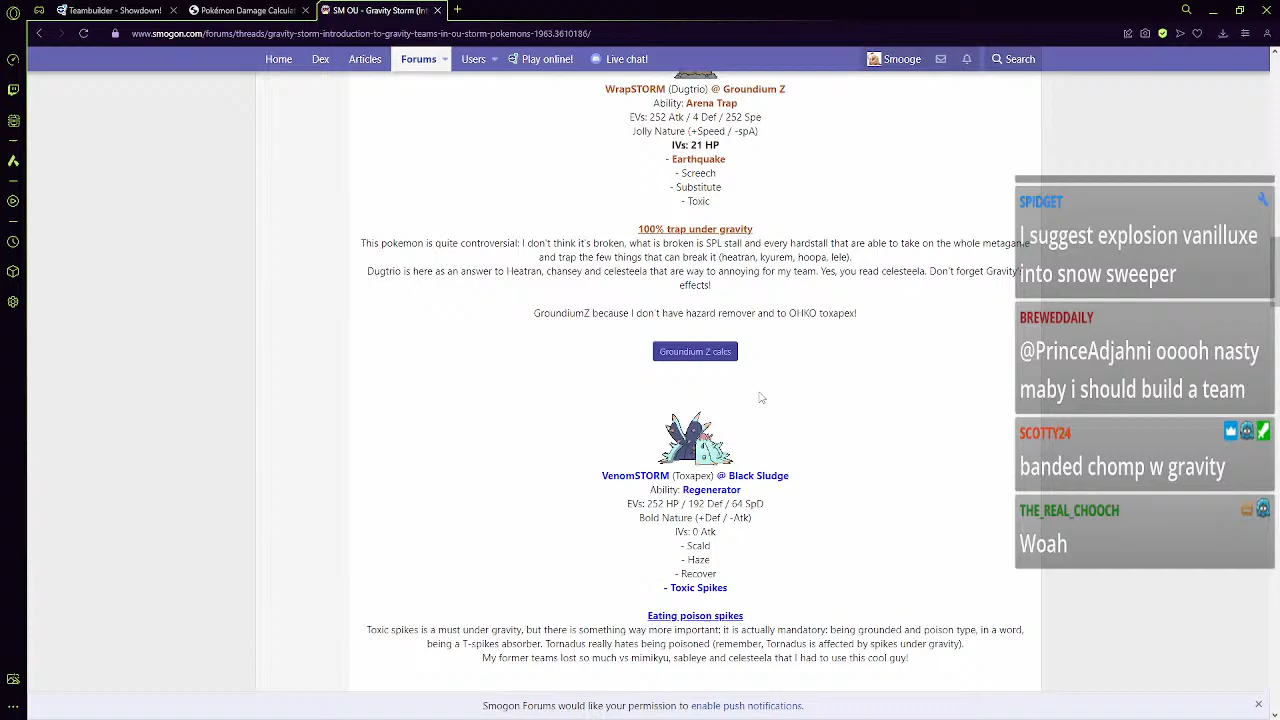 Teambuilder - Showdown!
Pokémon Damage Calculat
SM OU - Gravity Storm (Int
www.smogon.com/forums/threads/gravity-storm-introduction-to-gravity-teams-in-ou-storm-pokemons-1963.3610186/
Home Dex Articles Forums Users Play online! Live chat! Smooge Search
WrapSTORM (Dugtrio) @ Groundium Z
Ability: Arena Trap
EVs: 252 Atk / 4 Def / 252 Spe
Jolly Nature (+Speed / -spA)
IVs: 21 HP
- Earthquake
- Screech
- Substitute
- Toxic
100% trap under gravity
This pokemon is quite controversial: I don't think it's broken, what is broken is SPL stall and every hardstall that are able to take on the whole metagame
and trap the few things that can break it (heatran, kyurem, hoopa, lele).
Dugtrio is here as an answer to Heatran, chansey and celesteela that are way to annoying for my team. Yes, you read celesteela. Don't forget Gravity
effects!
GroundiumZ because I don't have hazard remover and to OHKO toxapex!
Groundium Z calcs
VenomSTORM (Toxapex) @ Black Sludge
Ability: Regenerator
EVs: 252 HP / 192 Def / 64 SpD
Bold Nature (+Def / -Atk)
IVs: 0 Atk
- Scald
- Haze
- Recover
- Toxic Spikes
Eating poison spikes
Toxic spikes is a must under gravity, but there is something way more important: it is actually mandatory: being grounded and poison type, in a word,
being a T-spikes absorber. Tornadus really hates being poisoned (remember, Tornadus is affected by spikes under gravity).
My former teams lost so much vs mimikyu, sableye and celesteela that I had to use this cool guy!
Smogon Forums would like your permission to enable push notifications.
SPIDGET
I suggest explosion vanilluxe
into snow sweeper
BREWEDDAILY
@PrinceAdjahni ooooh nasty
maby i should build a team
SCOTTY24
banded chomp w gravity
THE_REAL_CHOOCH
Woah